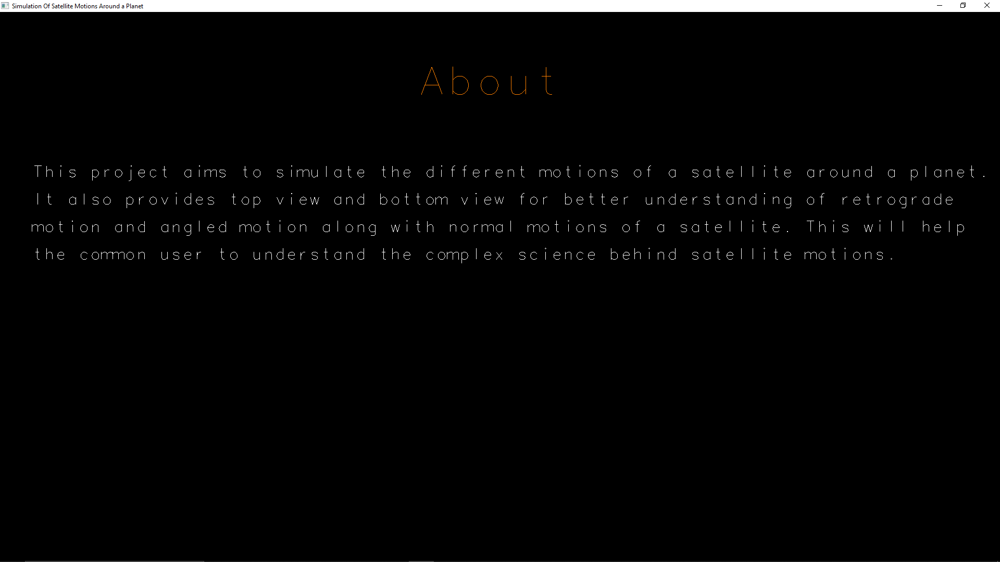 Simulation Of Satellite Motions Around a Planet
About
This project aims to simulate the different motions of a satellite around a planet.
It also provides top view and bottom view for better understanding of retrograde
motion and angled motion along with normal motions of a satellite. This will help
the common user to understand the complex science behind satellite motions.